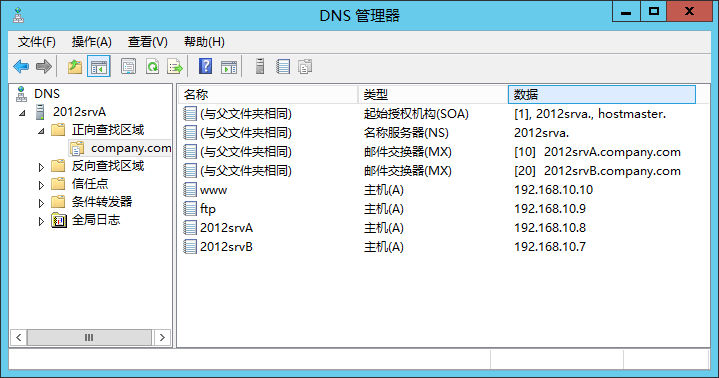 DNS 管理器
文件(F) 操作(A) 查看(V) 帮助(H)
DNS
2012srvA
正向查找区域
company.com
反向查找区域
信任点
条件转发器
全局日志
名称 类型 数据
(与父文件夹相同) 起始授权机构(SOA) [1], 2012srva., hostmaster.
(与父文件夹相同) 名称服务器(NS) 2012srva.
(与父文件夹相同) 邮件交换器(MX) [10] 2012srvA.company.com
(与父文件夹相同) 邮件交换器(MX) [20] 2012srvB.company.com
www 主机(A) 192.168.10.10
ftp 主机(A) 192.168.10.9
2012srvA 主机(A) 192.168.10.8
2012srvB 主机(A) 192.168.10.7